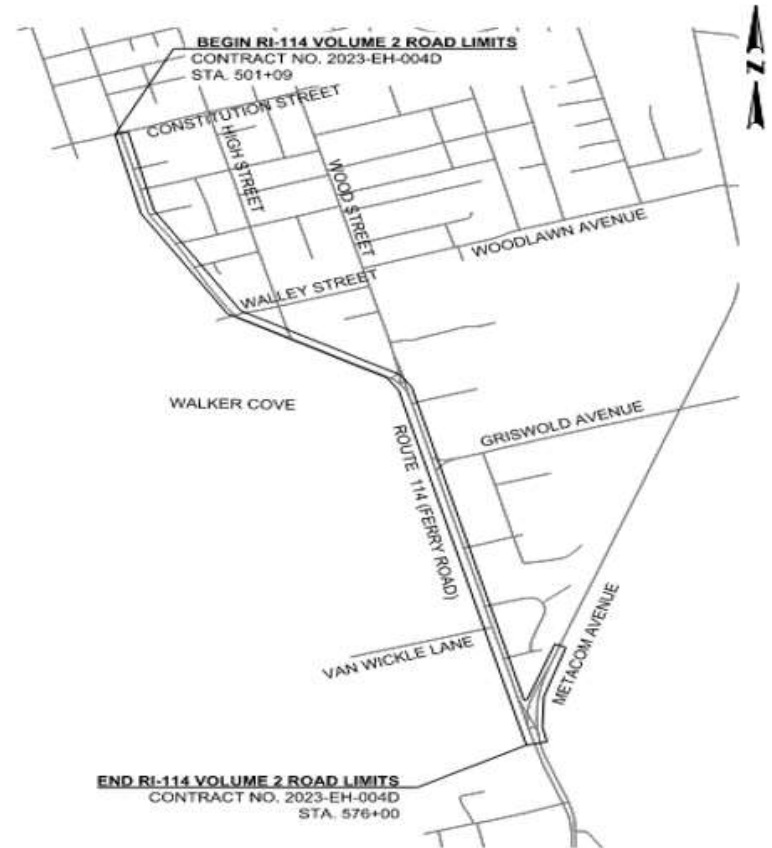 BEGIN RI-114 VOLUME 2 ROAD LIMITS
CONTRACT NO. 2023-EH-004D
STA. 501+09
N
CONSTITUTION STREET
HIGH STREET
WOOD STREET
WOODLAWN AVENUE
WALLEY STREET
WALKER COVE
GRISWOLD AVENUE
ROUTE 114 (FERRY ROAD)
METACOM AVENUE
VAN WICKLE LANE
END RI-114 VOLUME 2 ROAD LIMITS
CONTRACT NO. 2023-EH-004D
STA. 576+00